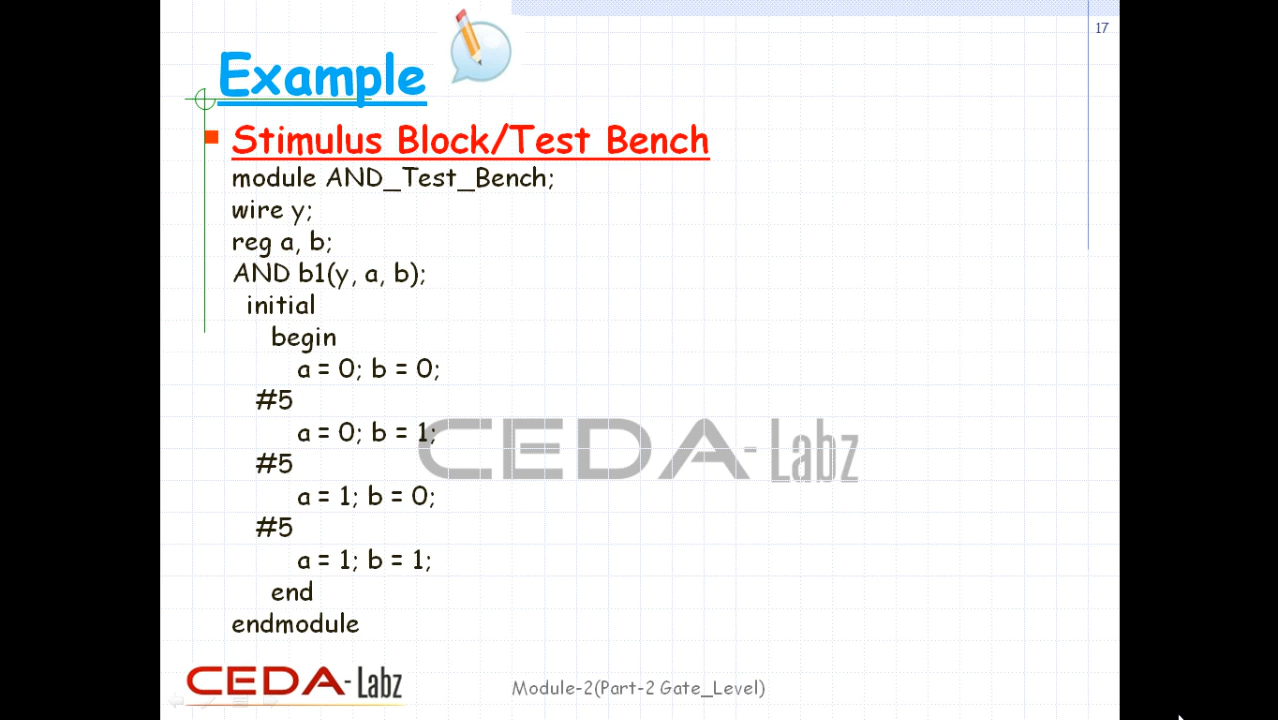 17
Example
Stimulus Block/Test Bench
module AND_Test_Bench;
wire y;
reg a, b;
AND b1(y, a, b);
initial
begin
a = 0; b = 0;
#5
a = 0; b = 1;
#5
a = 1; b = 0;
#5
a = 1; b = 1;
end
endmodule
CEDA-Labz
CEDA-Labz
Module-2(Part-2 Gate_Level)